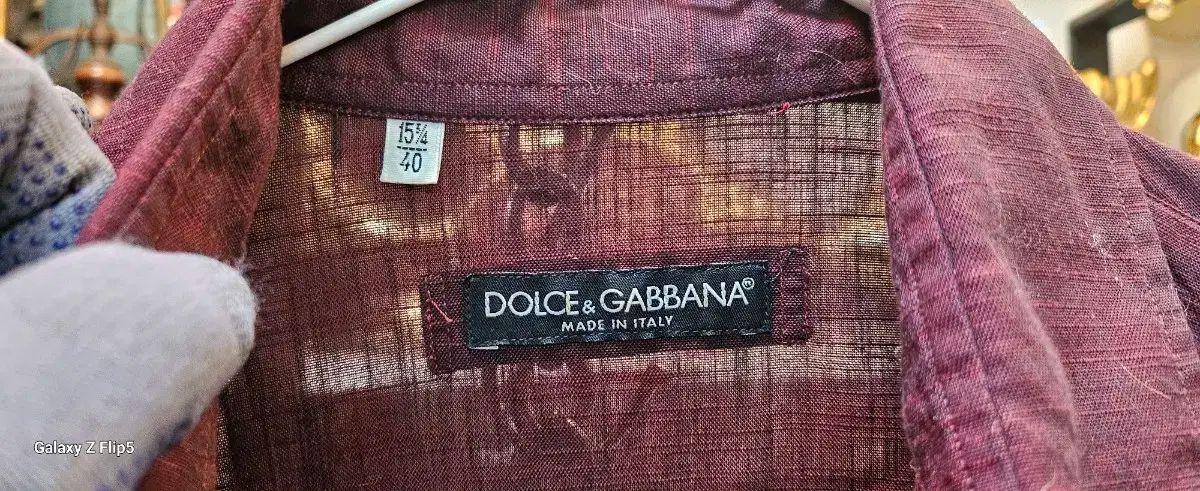 15¾
40
DOLCE&GABBANA®
MADE IN ITALY
Galaxy Z Flip5